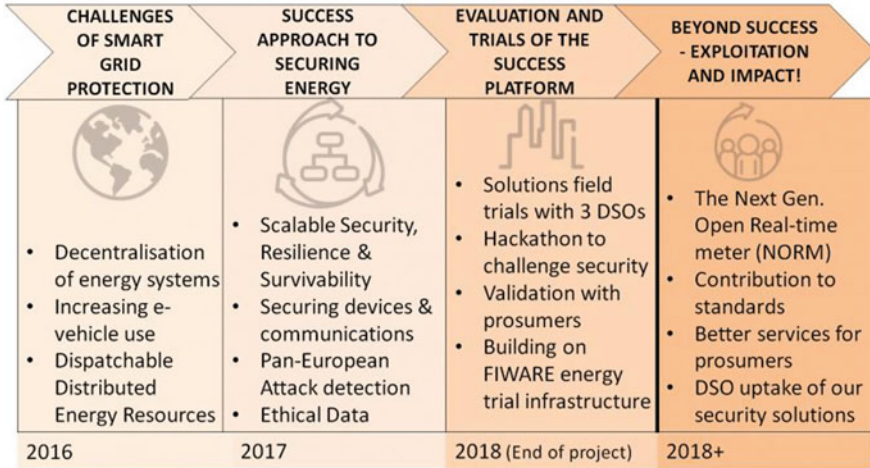 CHALLENGES
OF SMART
GRID
PROTECTION
SUCCESS
APPROACH TO
SECURING
ENERGY
EVALUATION AND
TRIALS OF THE
SUCCESS
PLATFORM
BEYOND SUCCESS
- EXPLOITATION
AND IMPACT!
• Decentralisation
of energy systems
• Increasing e-
vehicle use
• Dispatchable
Distributed
Energy Resources
• Scalable Security,
Resilience &
Survivability
• Securing devices &
communications
• Pan-European
Attack detection
• Ethical Data
• Solutions field
trials with 3 DSOs
• Hackathon to
challenge security
• Validation with
prosumers
• Building on
FIWARE energy
trial infrastructure
• The Next Gen.
Open Real-time
meter (NORM)
• Contribution to
standards
• Better services for
prosumers
• DSO uptake of our
security solutions
2016
2017
2018 (End of project)
2018+